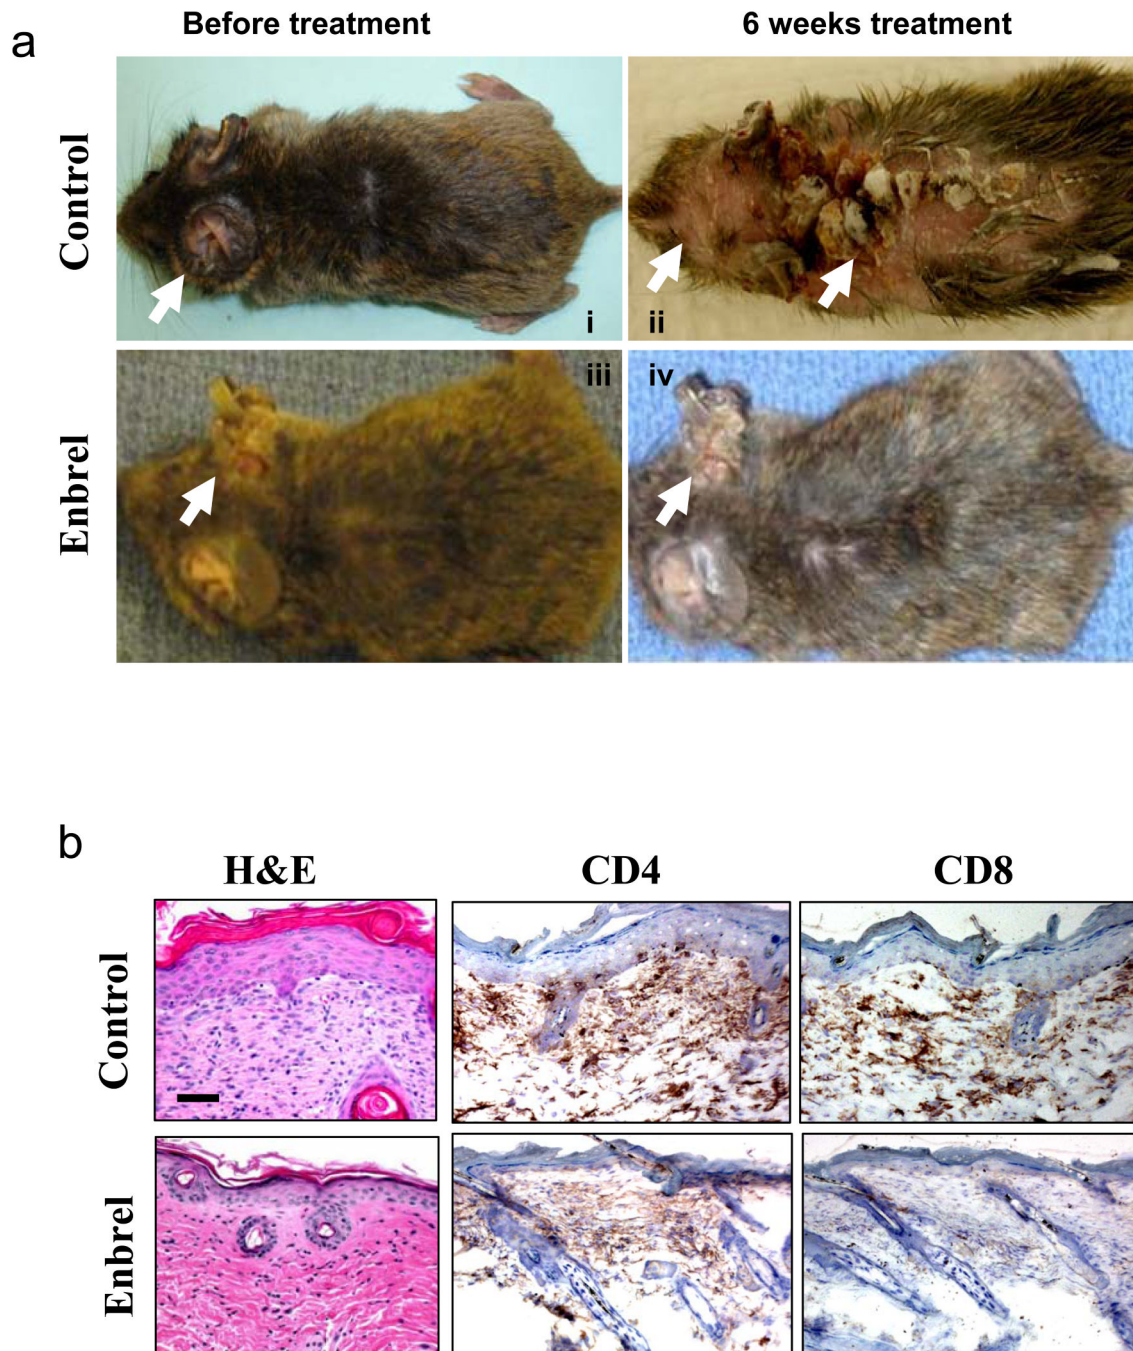 a
Before treatment
6 weeks treatment
Control
i
ii
Enbrel
iii
iv
b
H&E
CD4
CD8
Control
Enbrel